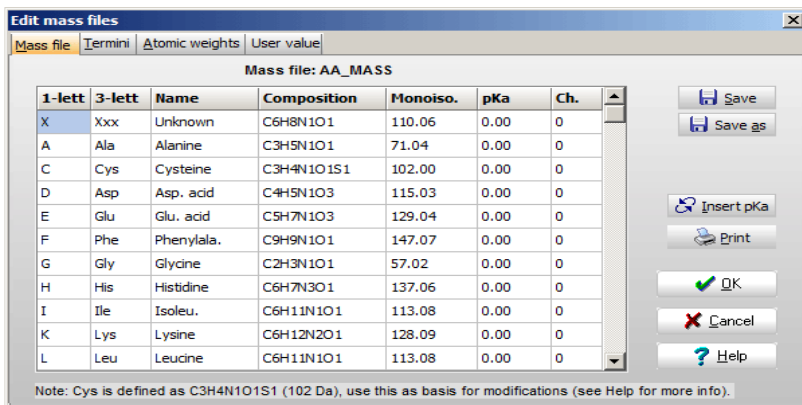 Edit mass files
Mass file Termini Atomic weights User value
Mass file: AA_MASS
1-lett 3-lett Name Composition Monoiso. pKa Ch.
X Xxx Unknown C6H8N1O1 110.06 0.00 0
A Ala Alanine C3H5N1O1 71.04 0.00 0
C Cys Cysteine C3H4N1O1S1 102.00 0.00 0
D Asp Asp. acid C4H5N1O3 115.03 0.00 0
E Glu Glu. acid C5H7N1O3 129.04 0.00 0
F Phe Phenylala. C9H9N1O1 147.07 0.00 0
G Gly Glycine C2H3N1O1 57.02 0.00 0
H His Histidine C6H7N3O1 137.06 0.00 0
I Ile Isoleu. C6H11N1O1 113.08 0.00 0
K Lys Lysine C6H12N2O1 128.09 0.00 0
L Leu Leucine C6H11N1O1 113.08 0.00 0
Save
Save as
Insert pKa
Print
OK
Cancel
Help
Note: Cys is defined as C3H4N1O1S1 (102 Da), use this as basis for modifications (see Help for more info).